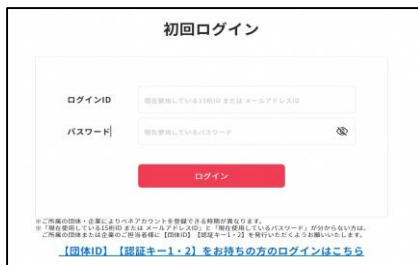 初回ログイン
ログインID
現在使用している15桁ID または メールアドレスID
パスワード
現在使用しているパスワード
ログイン
※ご所属の団体・企業によりベネアカウントを登録できる時期が異なります。
※「現在使用している15桁ID または メールアドレスID」と「現在使用しているパスワード」が分からない方は、
ご所属の団体または企業のご担当者様に【団体ID】【認証キー1・2】を発行いただくようお願いいたします。
【団体ID】【認証キー1・2】をお持ちの方のログインはこちら